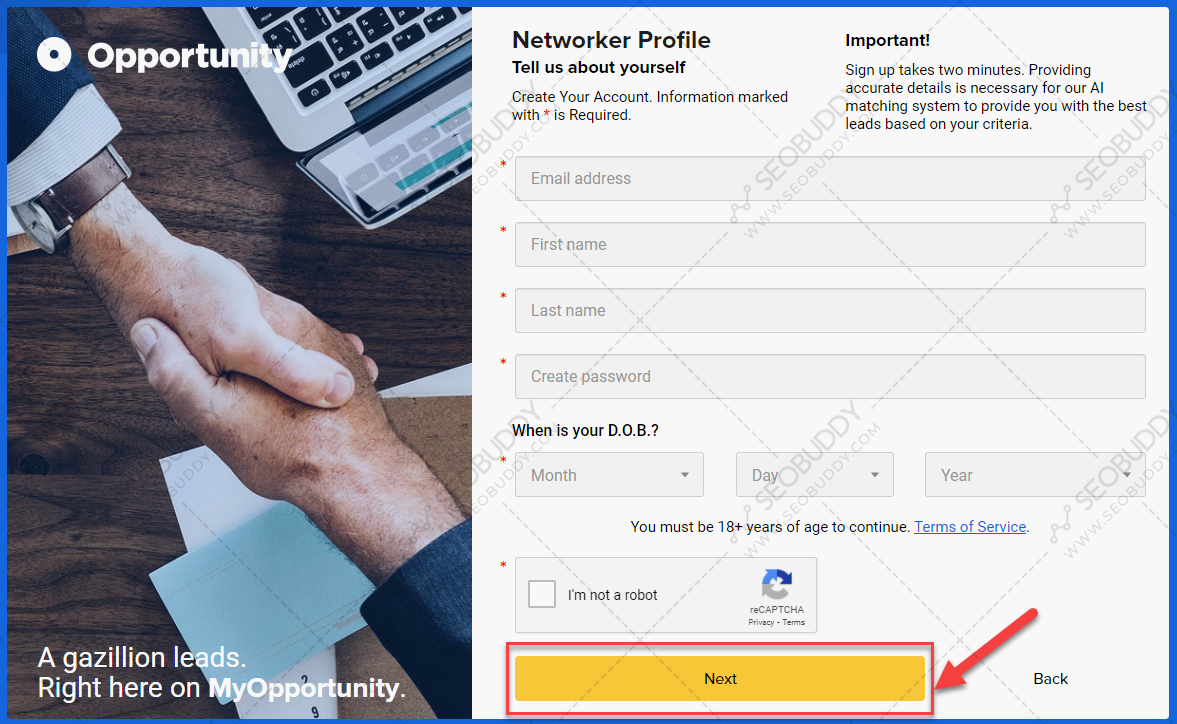 Opportunity
A gazillion leads.
Right here on MyOpportunity.
2
9
Networker Profile
Tell us about yourself
Create Your Account. Information marked
with * is Required.
Important!
Sign up takes two minutes. Providing
accurate details is necessary for our AI
matching system to provide you with the best
leads based on your criteria.
* Email address
* First name
* Last name
* Create password
When is your D.O.B.?
* Month Day Year
You must be 18+ years of age to continue. Terms of Service.
* I'm not a robot
reCAPTCHA
Privacy - Terms
Next
Back
SEOBUDDY
WWW.SEOBUDDY.COM